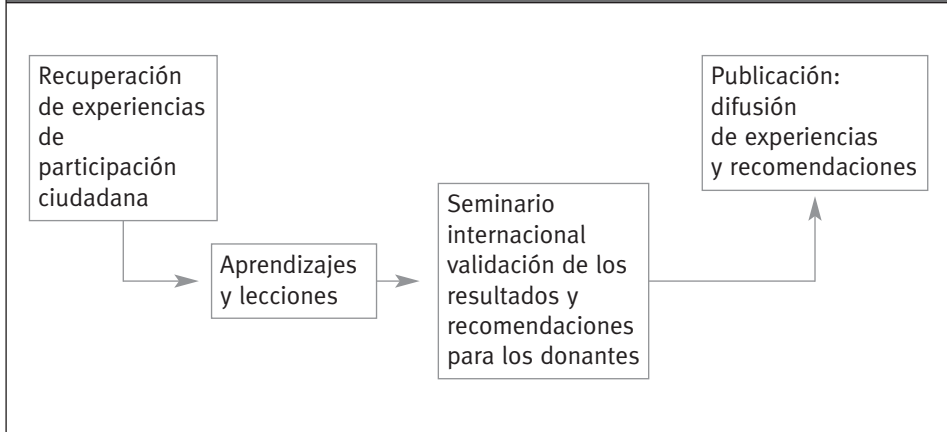 Recuperación
de experiencias
de
participación
ciudadana
Aprendizajes
y lecciones
Seminario
internacional
validación de los
resultados y
recomendaciones
para los donantes
Publicación:
difusión
de experiencias
y recomendaciones